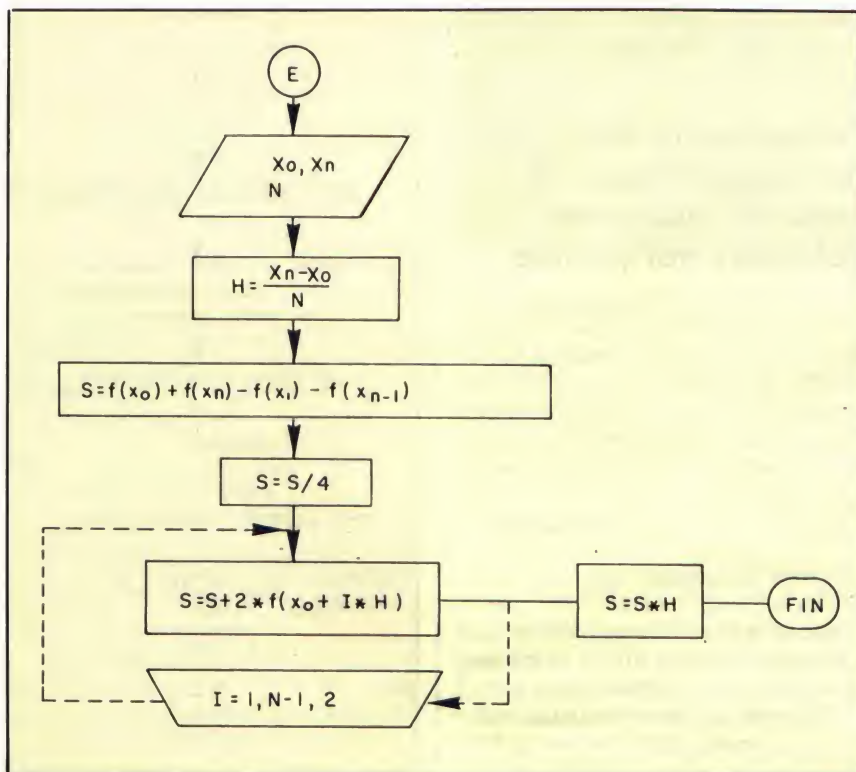 E
Xo, Xn
N
H = Xn-Xo
N
S=f(xo)+f(xn)-f(x₁)-f(xn-1)
S = S/4
S=S+2*f(xo+ I*H)
S=S*H
FIN
I = 1, N-1, 2